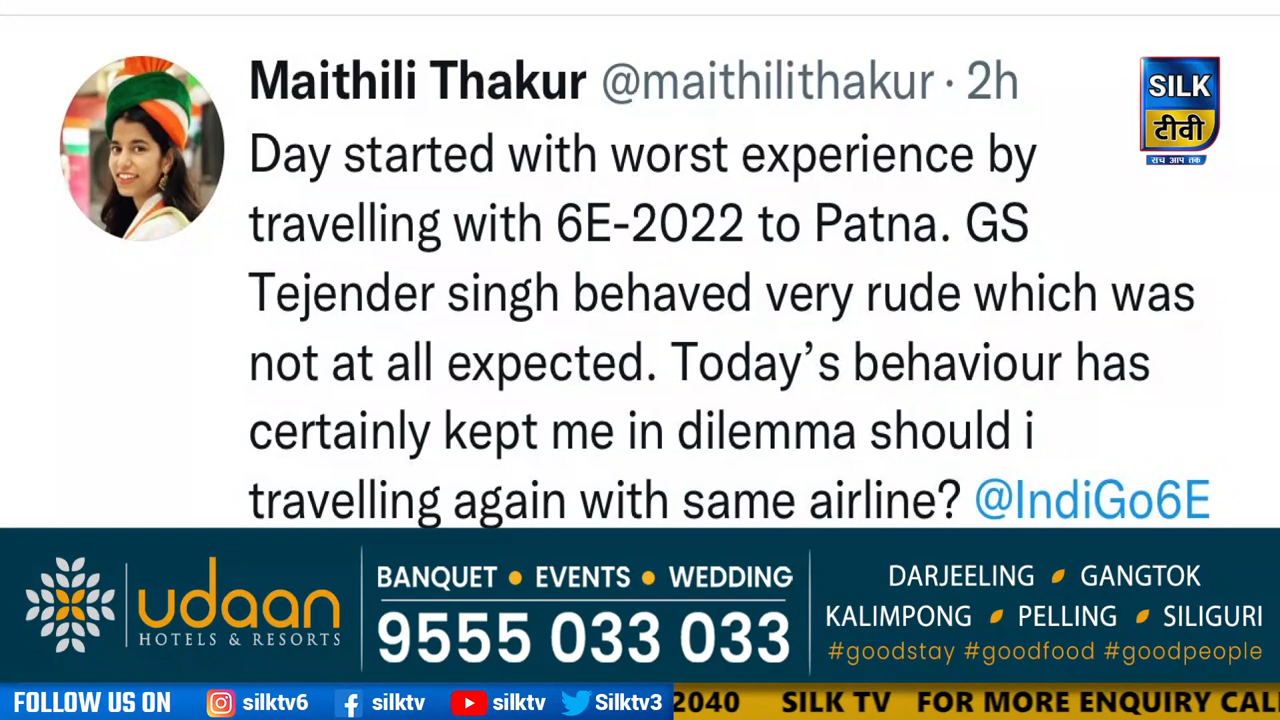 Maithili Thakur @maithilithakur · 2h
Day started with worst experience by
travelling with 6E-2022 to Patna. GS
Tejender singh behaved very rude which was
not at all expected. Today’s behaviour has
certainly kept me in dilemma should i
travelling again with same airline? @IndiGo6E
SILK
टीवी
सच आप तक
udaan
HOTELS & RESORTS
BANQUET • EVENTS • WEDDING
9555 033 033
DARJEELING GANGTOK
KALIMPONG PELLING SILIGURI
#goodstay #goodfood #goodpeople
FOLLOW US ON silktv6 silktv silktv Silktv3 2040 SILK TV FOR MORE ENQUIRY CAL